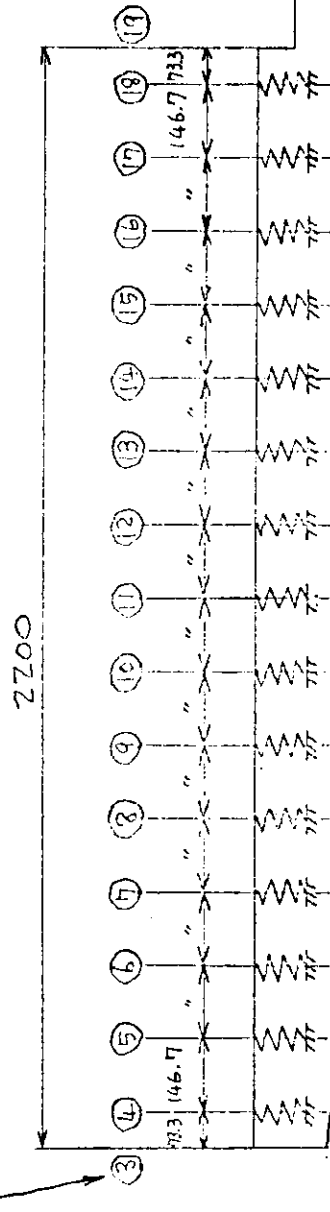 2200
③ ④ ⑤ ⑥ ⑦ ⑧ ⑨ ⑩ ⑪ ⑫ ⑬ ⑭ ⑮ ⑯ ⑰ ⑱ ⑲
73.3 146.7 " " " " " " " " " " " " 146.7 73.3